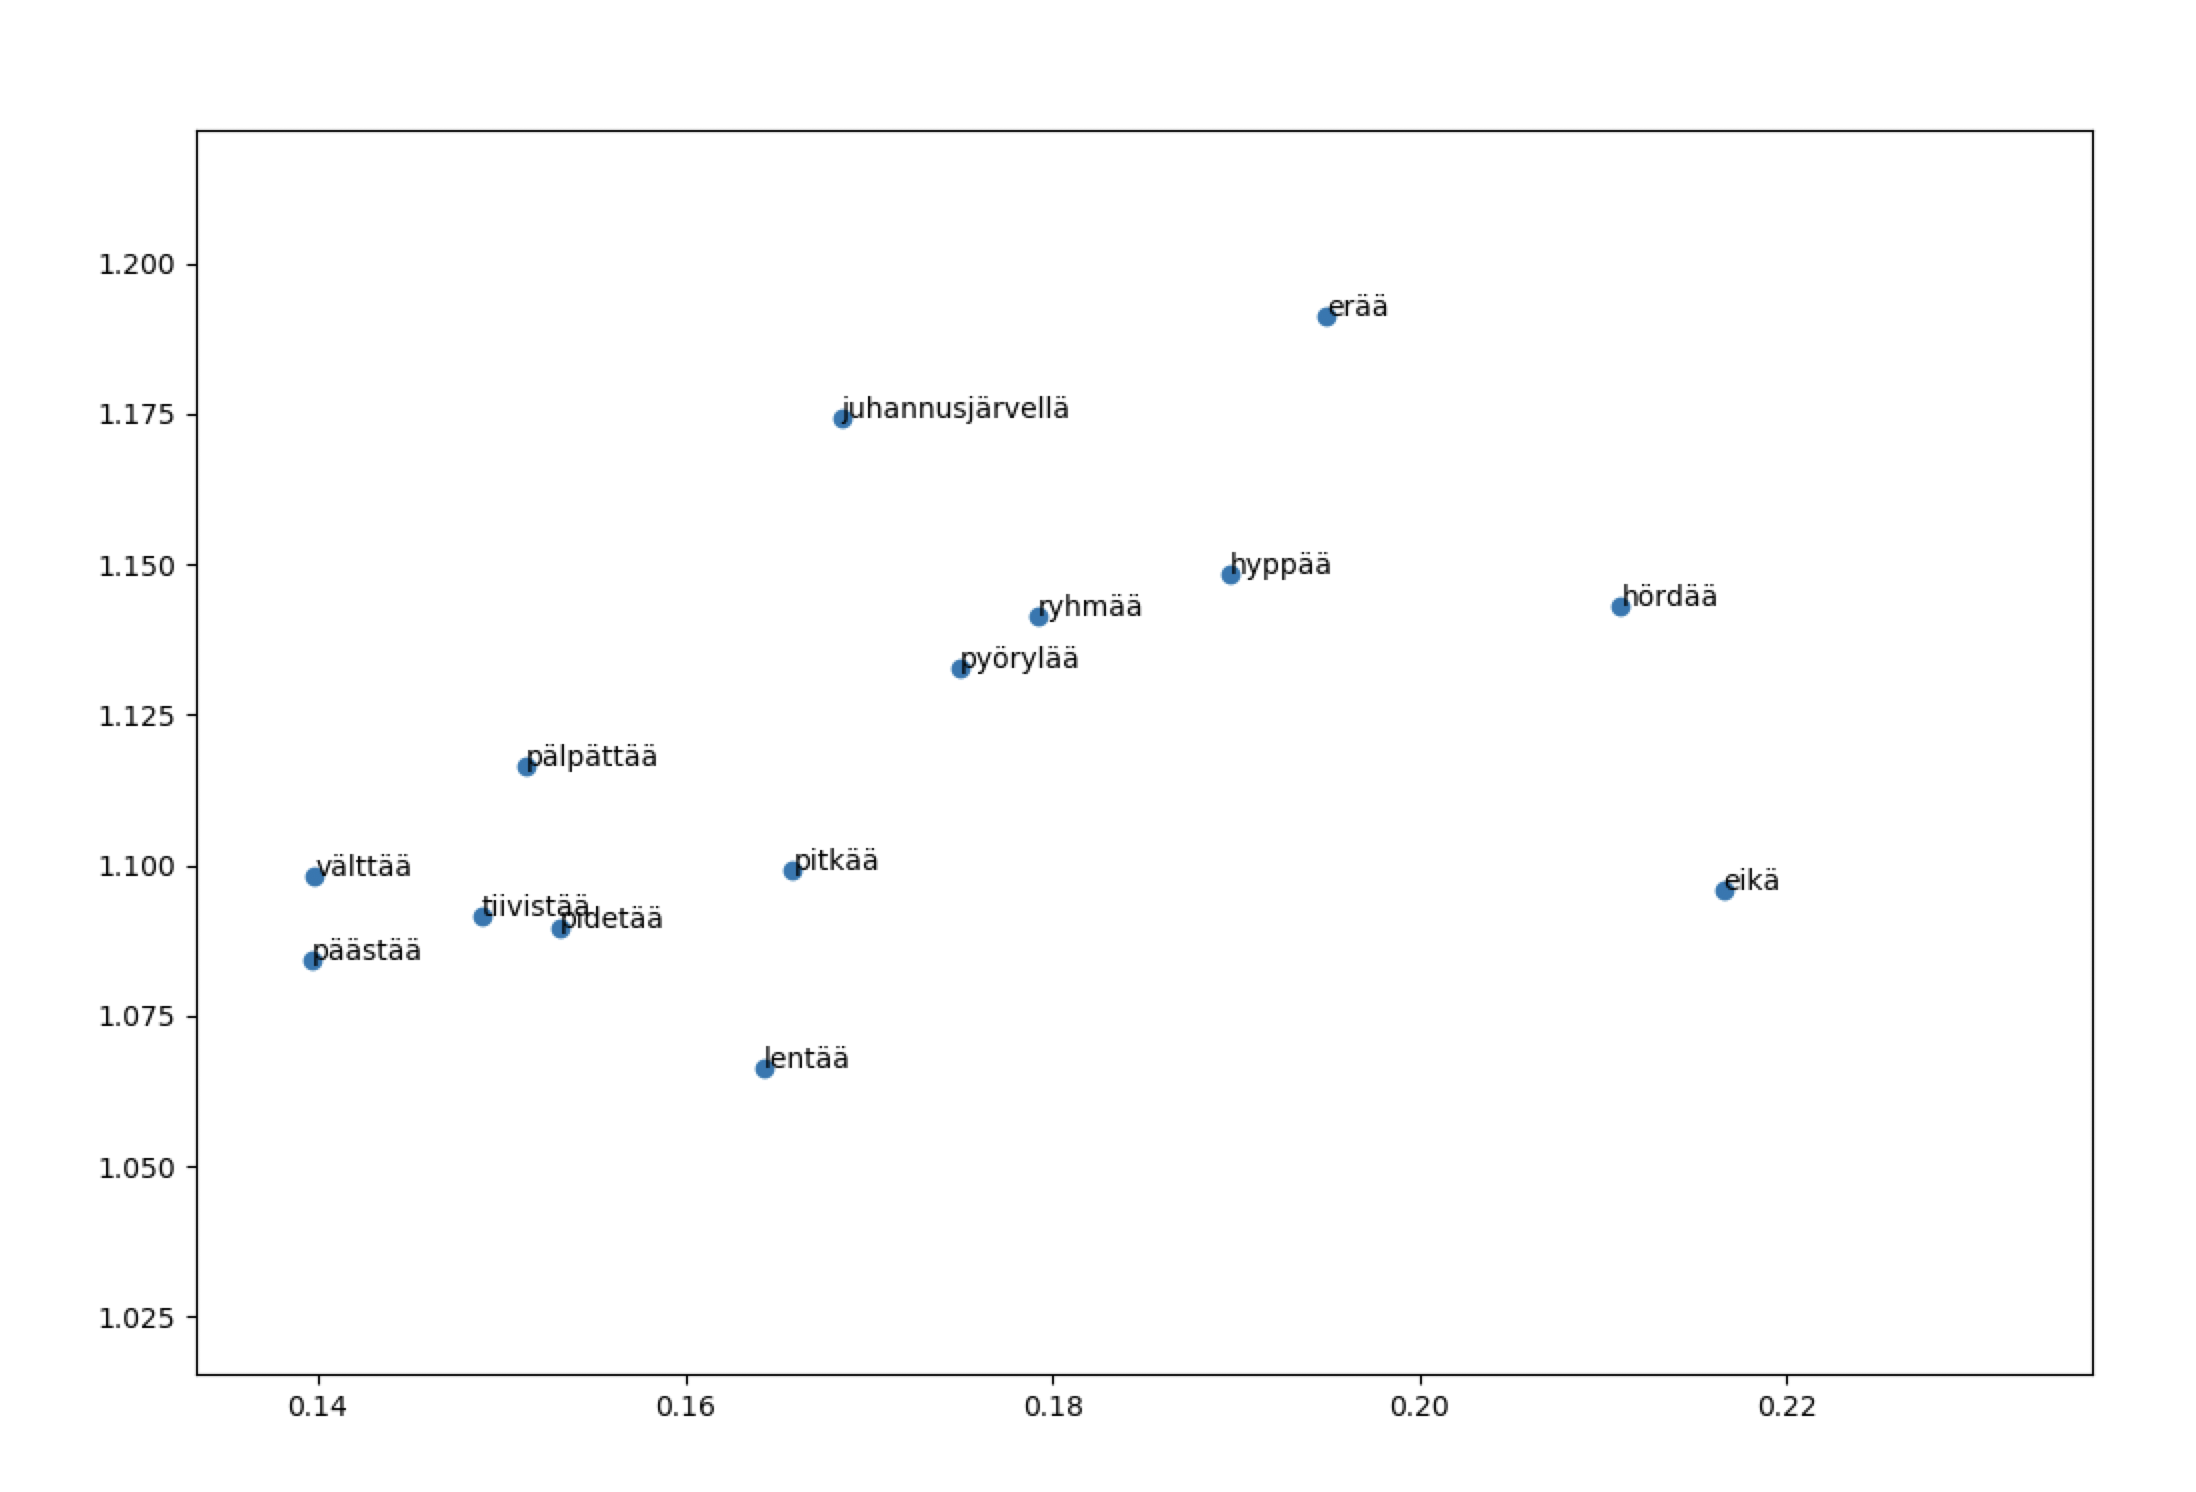 1.200
erää
juhannusjärvellä
1.175
hyppää
1.150
hördää
ryhmää
pyörylää
1.125
pälpättää
pitkää
välttää
1.100
eikä
tiivistää
pidetää
päästää
1.075
lentää
1.050
1.025
0.14 0.16 0.18 0.20 0.22